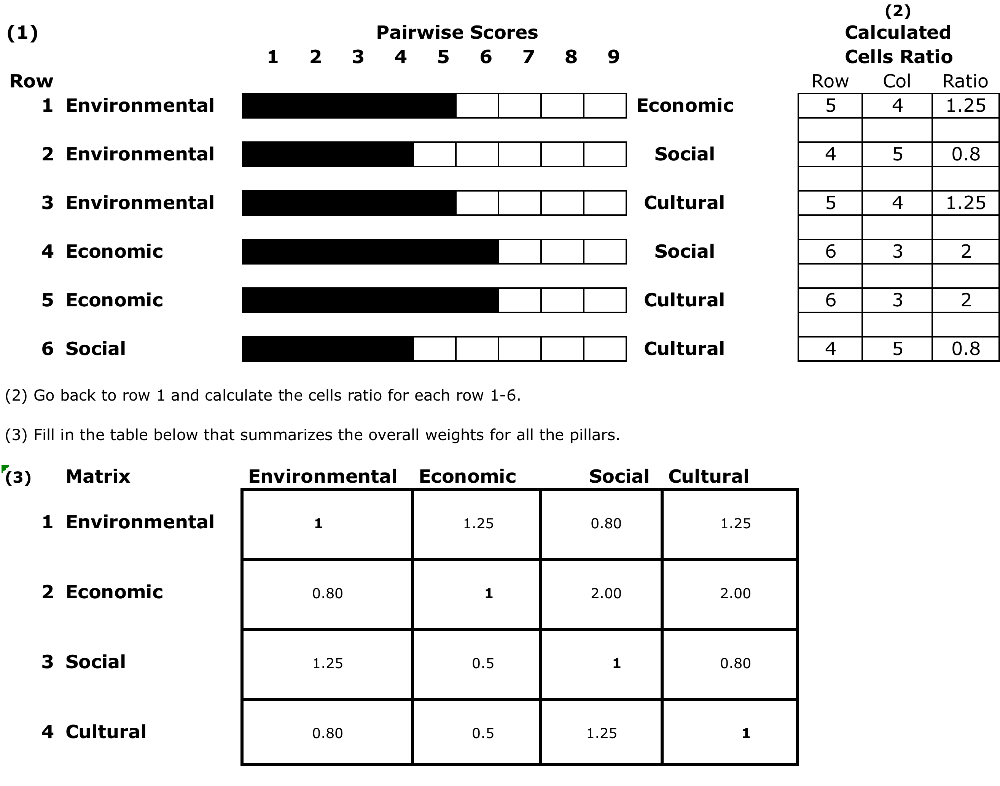 (2)
(1) Pairwise Scores Calculated
1 2 3 4 5 6 7 8 9 Cells Ratio
Row Row Col Ratio
1 Environmental Economic 5 4 1.25
2 Environmental Social 4 5 0.8
3 Environmental Cultural 5 4 1.25
4 Economic Social 6 3 2
5 Economic Cultural 6 3 2
6 Social Cultural 4 5 0.8
(2) Go back to row 1 and calculate the cells ratio for each row 1-6.
(3) Fill in the table below that summarizes the overall weights for all the pillars.
(3) Matrix Environmental Economic Social Cultural
1 Environmental 1 1.25 0.80 1.25
2 Economic 0.80 1 2.00 2.00
3 Social 1.25 0.5 1 0.80
4 Cultural 0.80 0.5 1.25 1